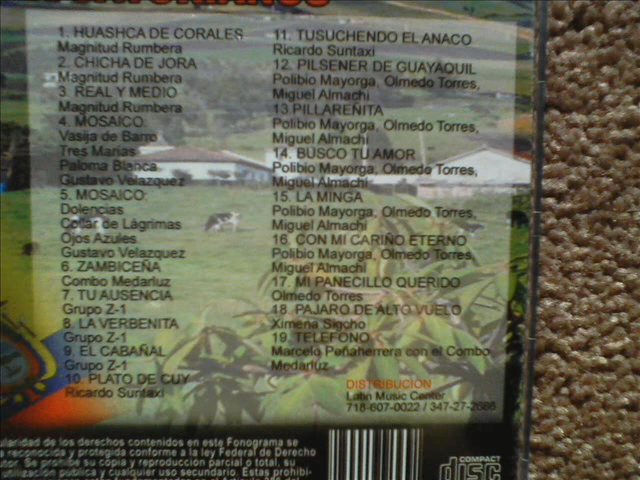 1. HUASHCA DE CORALES
Magnitud Rumbera
2. CHICHA DE JORA
Magnitud Rumbera
3. REAL Y MEDIO
Magnitud Rumbera
4. MOSAICO:
Vasija de Barro
Tres Marias
Paloma Blanca
Gustavo Velazquez
5. MOSAICO:
Dolencias
Collar de Lágrimas
Ojos Azules
Gustavo Velazquez
6. ZAMBICEÑA
Combo Medarluz
7. TU AUSENCIA
Grupo Z-1
8. LA VERBENITA
Grupo Z-1
9. EL CABAÑAL
Grupo Z-1
10. PLATO DE CUY
Ricardo Suntaxi
11. TUSUCHENDO EL ANACO
Ricardo Suntaxi
12. PILSENER DE GUAYAQUIL
Polibio Mayorga, Olmedo Torres,
Miguel Almachi
13 PILLAREÑITA
Polibio Mayorga, Olmedo Torres,
Miguel Almachi
14. BUSCO TU AMOR
Polibio Mayorga, Olmedo Torres,
Miguel Almachi
15. LA MINGA
Polibio Mayorga, Olmedo Torres,
Miguel Almachi
16. CON MI CARIÑO ETERNO
Polibio Mayorga, Olmedo Torres,
Miguel Almachi
17. MI PANECILLO QUERIDO
Olmedo Torres
18. PAJARO DE ALTO VUELO
Ximena Sigcho
19. TELEFONO
Marcelo Peñaherrera con el Combo
Medarluz
DISTRIBUCION
Latin Music Center
718-607-0022 / 347-27-2686
ularidad de los derechos contenidos en este Fonograma se
a reconocida y protegida conforme a la ley Federal de Derecho
utor. Se prohibe su copia y reproducción parcial o total, su
utilización pública y cualquier uso secundario. Estas prohibi-
COMPACT
disc